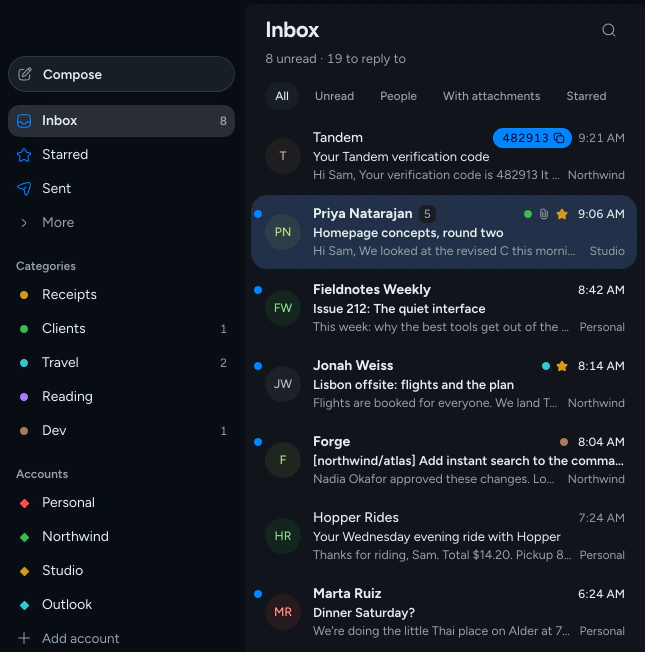 Compose
Inbox 8
Starred
Sent
More
Categories
Receipts
Clients 1
Travel 2
Reading
Dev 1
Accounts
Personal
Northwind
Studio
Outlook
Add account
Inbox
8 unread · 19 to reply to
All Unread People With attachments Starred
T Tandem 482913 9:21 AM
Your Tandem verification code
Hi Sam, Your verification code is 482913 It ... Northwind
PN Priya Natarajan 5 9:06 AM
Homepage concepts, round two
Hi Sam, We looked at the revised C this morni... Studio
FW Fieldnotes Weekly 8:42 AM
Issue 212: The quiet interface
This week: why the best tools get out of the ... Personal
JW Jonah Weiss 8:14 AM
Lisbon offsite: flights and the plan
Flights are booked for everyone. We land T... Northwind
F Forge 8:04 AM
[northwind/atlas] Add instant search to the comma...
Nadia Okafor approved these changes. Lo... Northwind
HR Hopper Rides 7:24 AM
Your Wednesday evening ride with Hopper
Thanks for riding, Sam. Total $14.20. Pickup 8... Personal
MR Marta Ruiz 6:24 AM
Dinner Saturday?
We're doing the little Thai place on Alder at 7... Personal